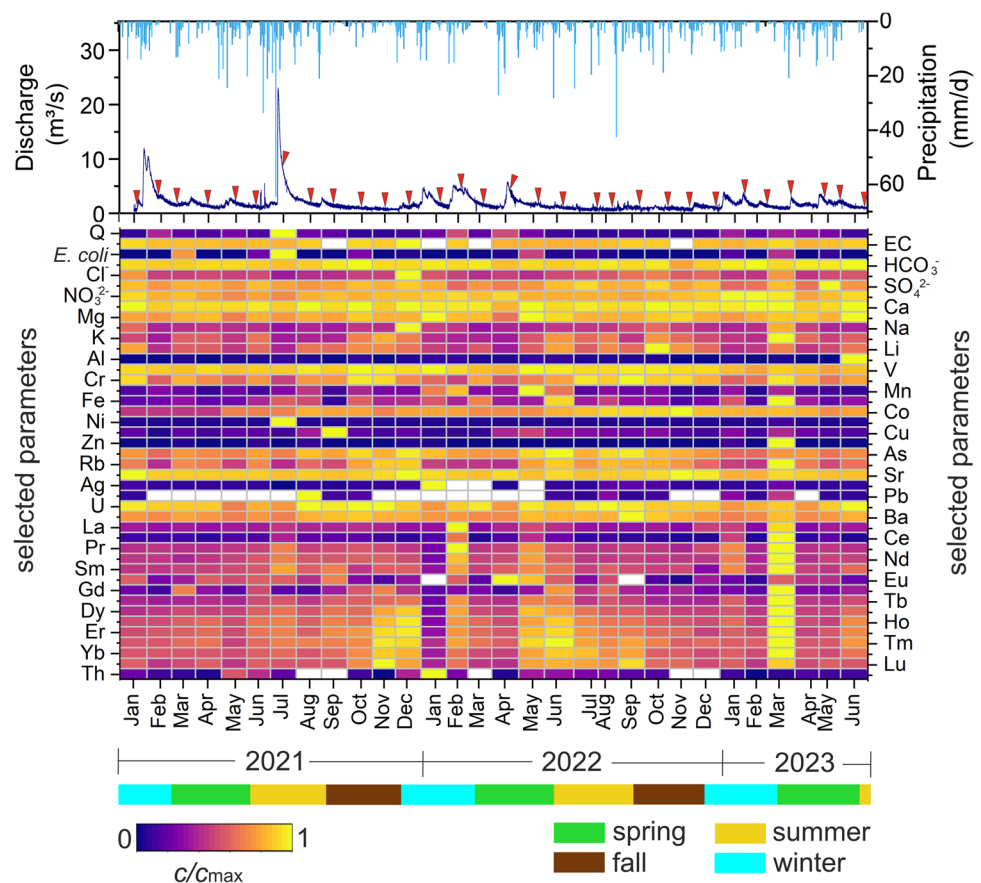 0
30
20
20
40
10
60
0
Discharge
(m³/s)
Precipitation
(mm/d)
Q
EC
E. coli
HCO₃⁻
Cl⁻
SO₄²⁻
NO₃²⁻
Ca
Mg
Na
K
Li
Al
V
Cr
Mn
Fe
Co
Ni
Cu
Zn
As
Rb
Sr
Ag
Pb
U
Ba
La
Ce
Pr
Nd
Sm
Eu
Gd
Tb
Dy
Ho
Er
Tm
Yb
Lu
Th
selected parameters
selected parameters
Jan Feb Mar Apr May Jun Jul Aug Sep Oct Nov Dec Jan Feb Mar Apr May Jun Jul Aug Sep Oct Nov Dec Jan Feb Mar Apr May Jun
2021 2022 2023
0 1
c/cmax
spring summer
fall winter